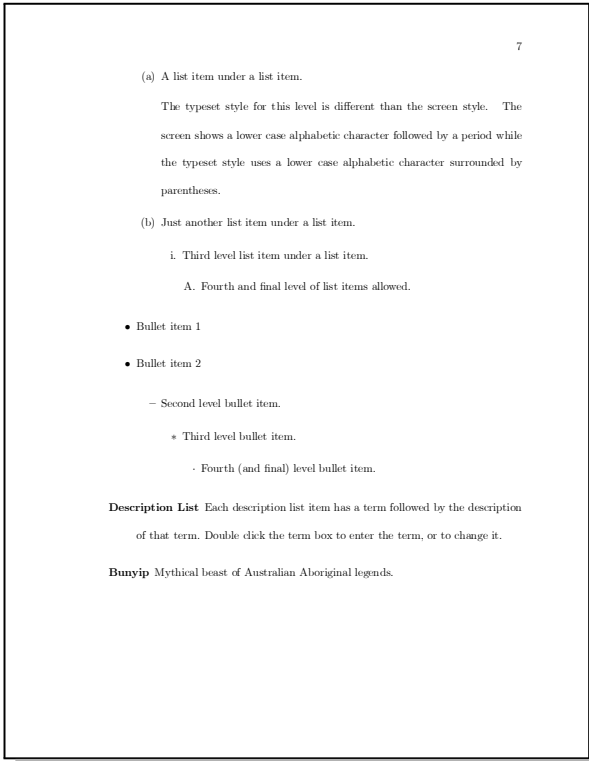 7
(a) A list item under a list item.
The typeset style for this level is different than the screen style. The
screen shows a lower case alphabetic character followed by a period while
the typeset style uses a lower case alphabetic character surrounded by
parentheses.
(b) Just another list item under a list item.
i. Third level list item under a list item.
A. Fourth and final level of list items allowed.
• Bullet item 1
• Bullet item 2
– Second level bullet item.
∗ Third level bullet item.
· Fourth (and final) level bullet item.
Description List Each description list item has a term followed by the description
of that term. Double click the term box to enter the term, or to change it.
Bunyip Mythical beast of Australian Aboriginal legends.